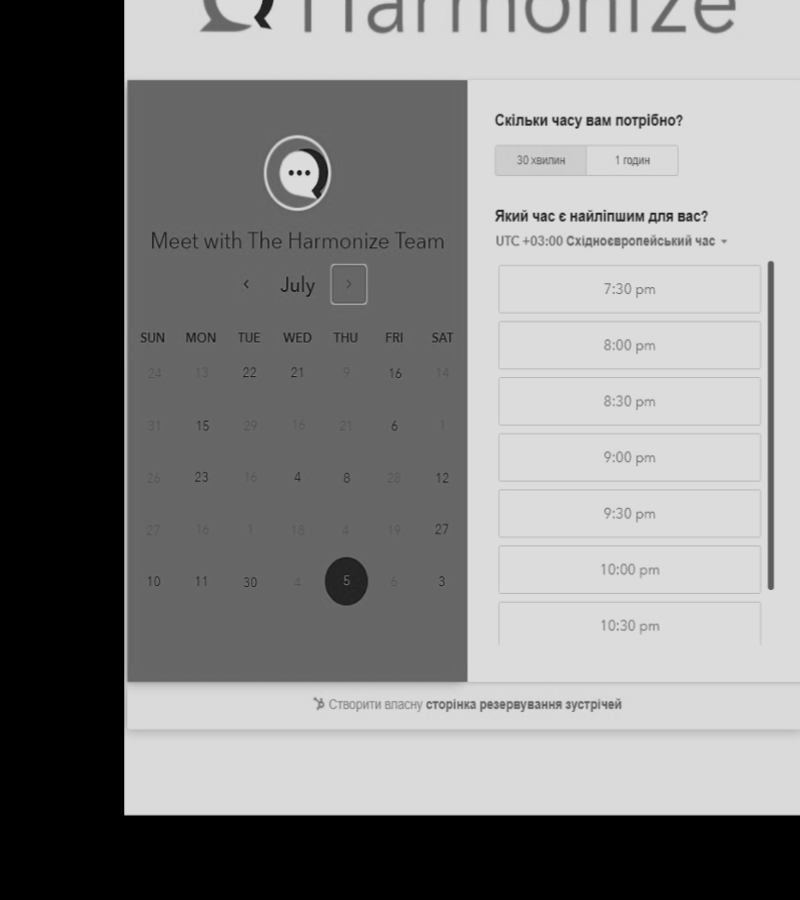 Harmonize
Meet with The Harmonize Team
July
SUN MON TUE WED THU FRI SAT
24 13 22 21 9 16 14
31 15 29 16 21 6 1
26 23 16 4 8 28 12
27 16 1 18 4 19 27
10 11 30 4 5 6 3
Скільки часу вам потрібно?
30 хвилин 1 годин
Який час є найліпшим для вас?
UTC +03:00 Східноєвропейський час
7:30 pm
8:00 pm
8:30 pm
9:00 pm
9:30 pm
10:00 pm
10:30 pm
Створити власну сторінка резервування зустрічей